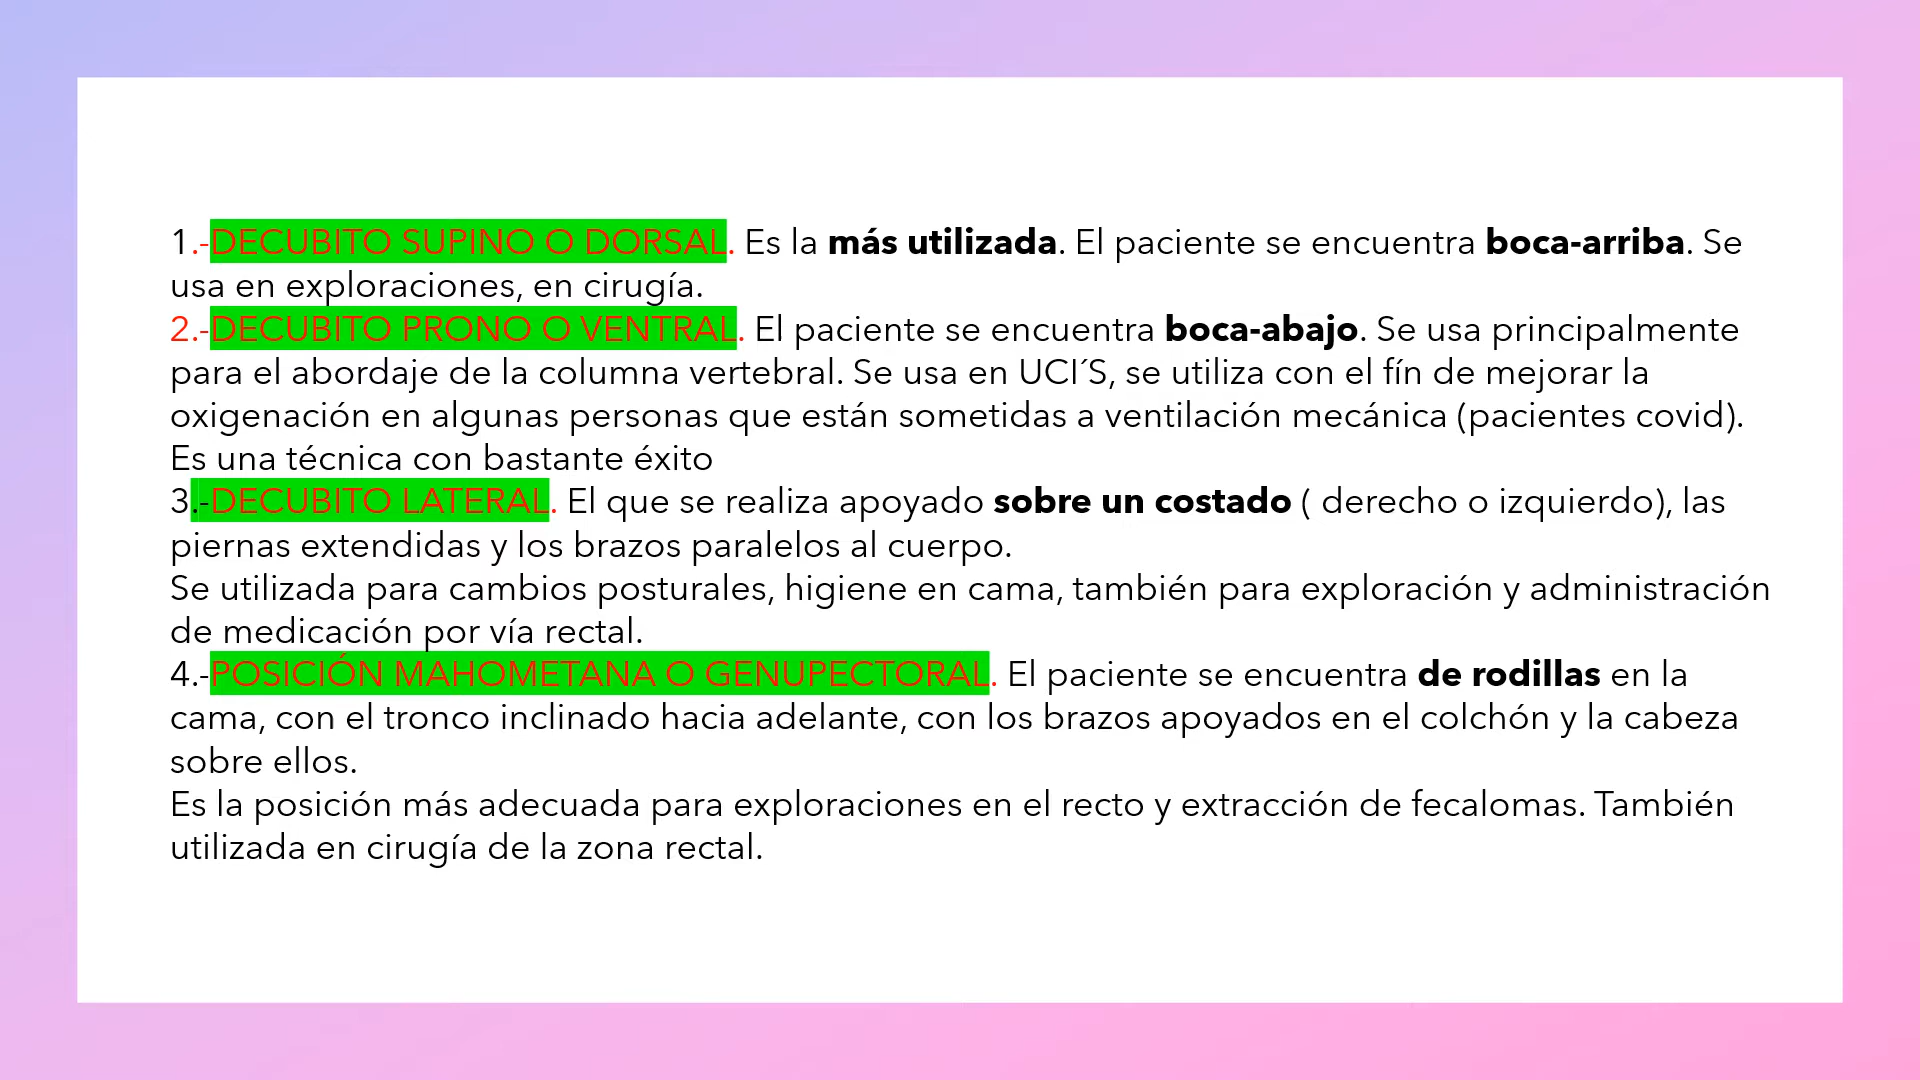 1.-DECUBITO SUPINO O DORSAL. Es la más utilizada. El paciente se encuentra boca-arriba. Se
usa en exploraciones, en cirugía.
2.-DECUBITO PRONO O VENTRAL. El paciente se encuentra boca-abajo. Se usa principalmente
para el abordaje de la columna vertebral. Se usa en UCI´S, se utiliza con el fín de mejorar la
oxigenación en algunas personas que están sometidas a ventilación mecánica (pacientes covid).
Es una técnica con bastante éxito
3.-DECUBITO LATERAL. El que se realiza apoyado sobre un costado ( derecho o izquierdo), las
piernas extendidas y los brazos paralelos al cuerpo.
Se utilizada para cambios posturales, higiene en cama, también para exploración y administración
de medicación por vía rectal.
4.-POSICIÓN MAHOMETANA O GENUPECTORAL. El paciente se encuentra de rodillas en la
cama, con el tronco inclinado hacia adelante, con los brazos apoyados en el colchón y la cabeza
sobre ellos.
Es la posición más adecuada para exploraciones en el recto y extracción de fecalomas. También
utilizada en cirugía de la zona rectal.